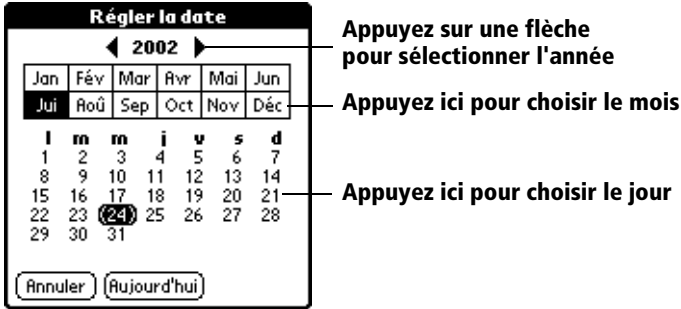 Régler la date
2002
Appuyez sur une flèche
pour sélectionner l'année
Jan Fév Mar Avr Mai Jun
Jui Aoû Sep Oct Nov Déc
Appuyez ici pour choisir le mois
l m m j v s d
1 2 3 4 5 6 7
8 9 10 11 12 13 14
15 16 17 18 19 20 21
Appuyez ici pour choisir le jour
22 23 24 25 26 27 28
29 30 31
Annuler Aujourd'hui